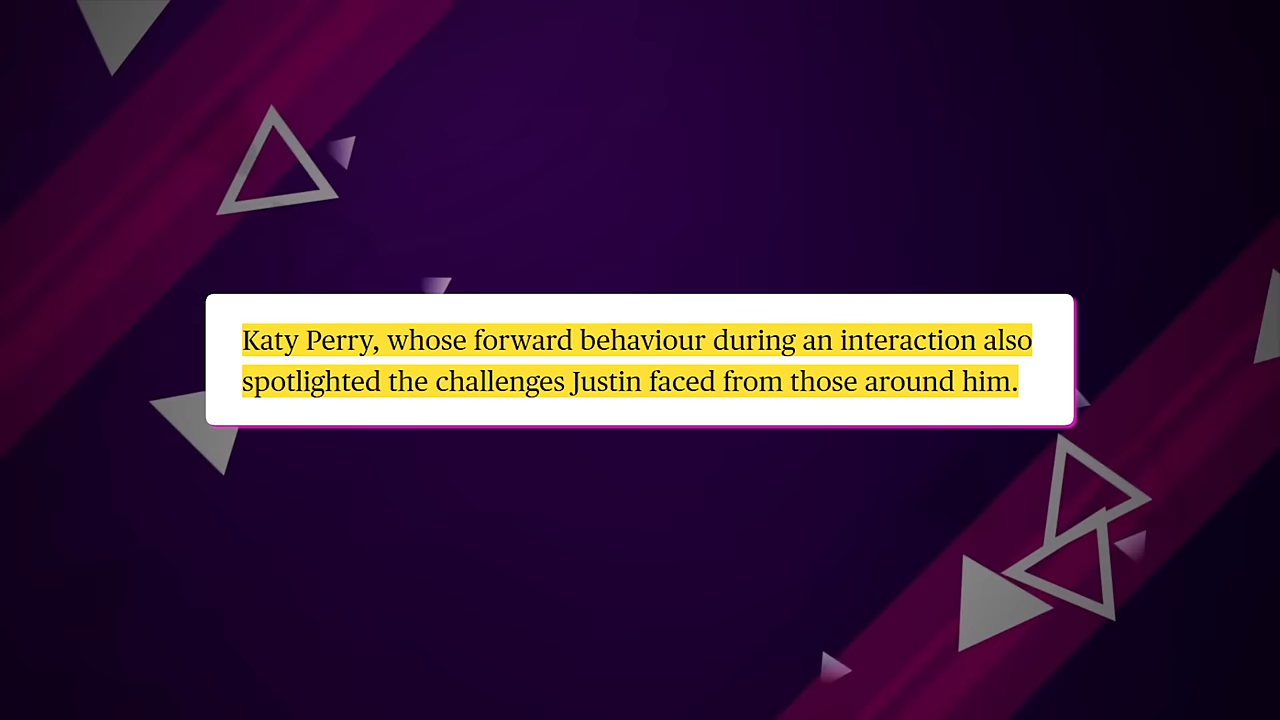 Katy Perry, whose forward behaviour during an interaction also
spotlighted the challenges Justin faced from those around him.